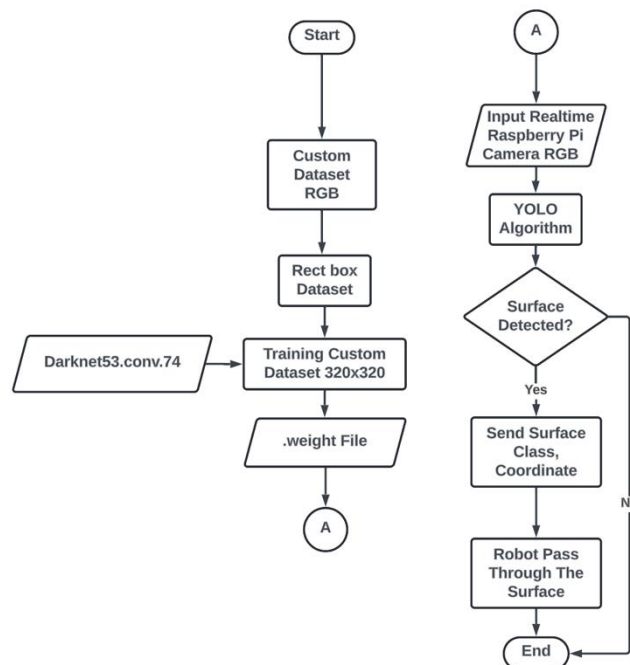 Start
Custom
Dataset
RGB
Rect box
Dataset
Darknet53.conv.74
Training Custom
Dataset 320x320
.weight File
A
A
Input Realtime
Raspberry Pi
Camera RGB
YOLO
Algorithm
Surface
Detected?
Yes
Send Surface
Class,
Coordinate
N
Robot Pass
Through The
Surface
End